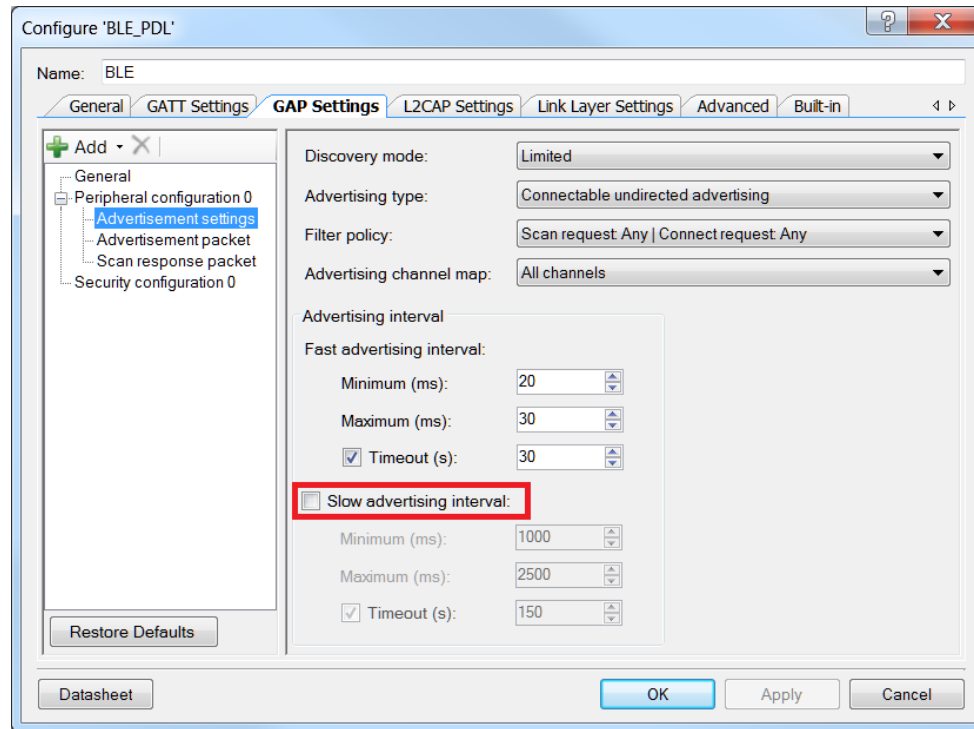 Configure 'BLE_PDL'
Name: BLE
General GATT Settings GAP Settings L2CAP Settings Link Layer Settings Advanced Built-in
Add
General
Peripheral configuration 0
Advertisement settings
Advertisement packet
Scan response packet
Security configuration 0
Restore Defaults
Discovery mode: Limited
Advertising type: Connectable undirected advertising
Filter policy: Scan request: Any | Connect request: Any
Advertising channel map: All channels
Advertising interval
Fast advertising interval:
Minimum (ms): 20
Maximum (ms): 30
Timeout (s): 30
Slow advertising interval:
Minimum (ms): 1000
Maximum (ms): 2500
Timeout (s): 150
Datasheet OK Apply Cancel